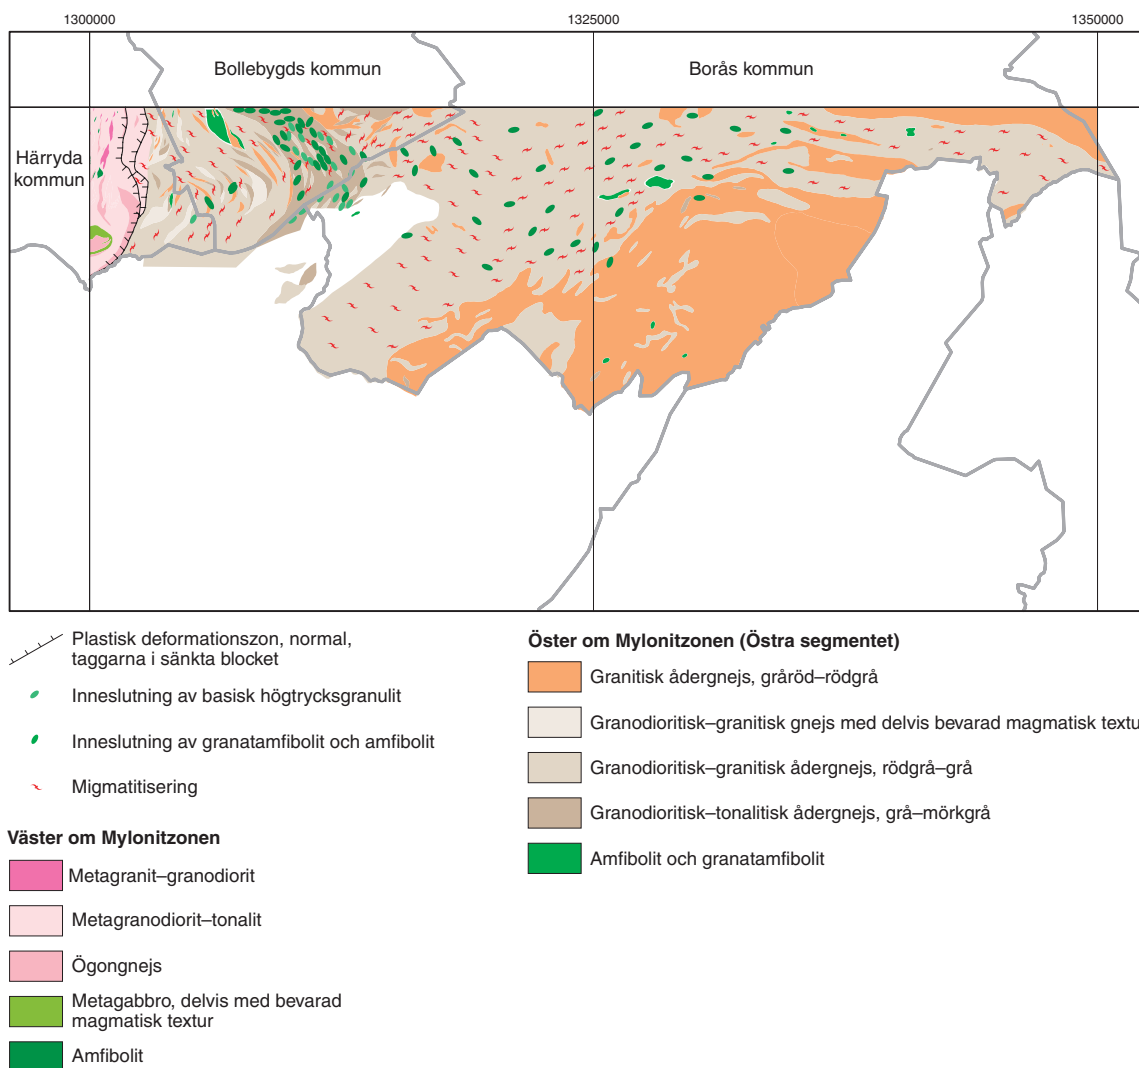 1300000
1325000
1350000
Bollebygds kommun
Borås kommun
Härryda
kommun
Plastisk deformationszon, normal,
taggarna i sänkta blocket
Inneslutning av basisk högtrycksgranulit
Inneslutning av granatamfibolit och amfibolit
Migmatitisering
Väster om Mylonitzonen
Metagranit–granodiorit
Metagranodiorit–tonalit
Ögongnejs
Metagabbro, delvis med bevarad
magmatisk textur
Amfibolit
Öster om Mylonitzonen (Östra segmentet)
Granitisk ådergnejs, gråröd–rödgrå
Granodioritisk–granitisk gnejs med delvis bevarad magmatisk textu
Granodioritisk–granitisk ådergnejs, rödgrå–grå
Granodioritisk–tonalitisk ådergnejs, grå–mörkgrå
Amfibolit och granatamfibolit